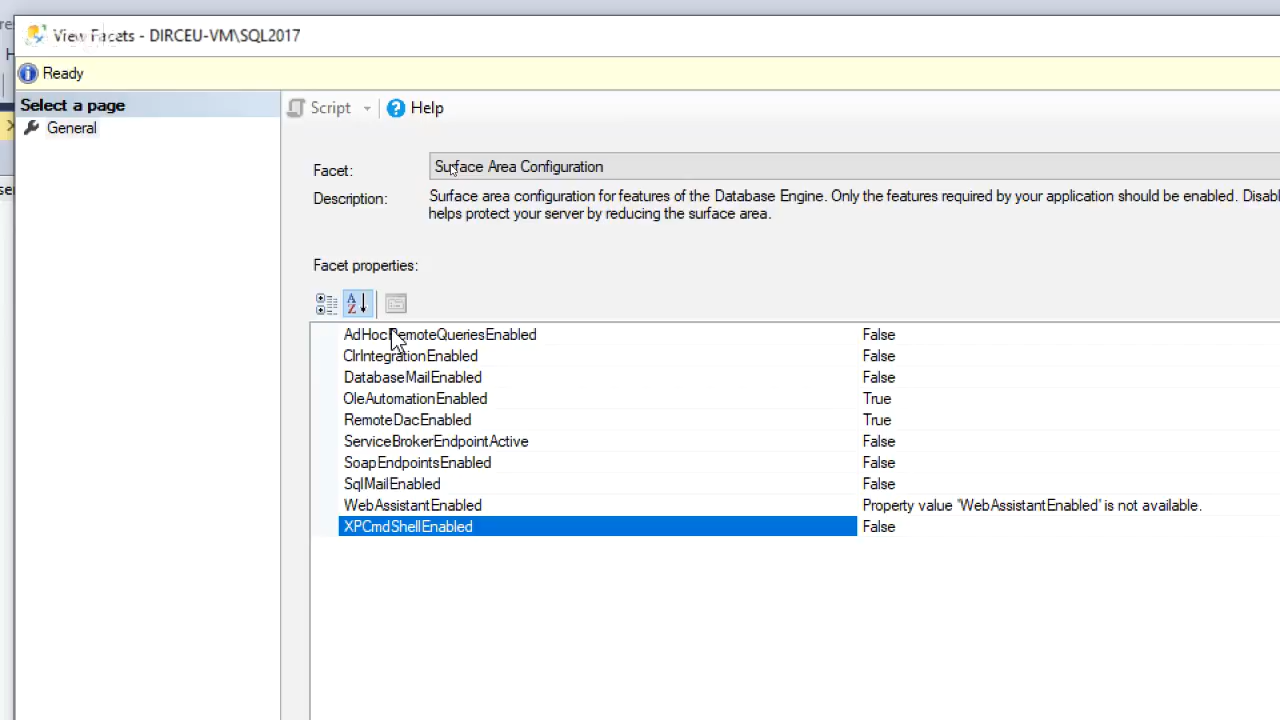 View Facets - DIRCEU-VM\SQL2017
Ready
Select a page
General
Script
Help
Facet:
Surface Area Configuration
Description:
Surface area configuration for features of the Database Engine. Only the features required by your application should be enabled. Disabl
helps protect your server by reducing the surface area.
Facet properties:
AdHocRemoteQueriesEnabled False
ClrIntegrationEnabled False
DatabaseMailEnabled False
OleAutomationEnabled True
RemoteDacEnabled True
ServiceBrokerEndpointActive False
SoapEndpointsEnabled False
SqlMailEnabled False
WebAssistantEnabled Property value 'WebAssistantEnabled' is not available.
XPCmdShellEnabled False